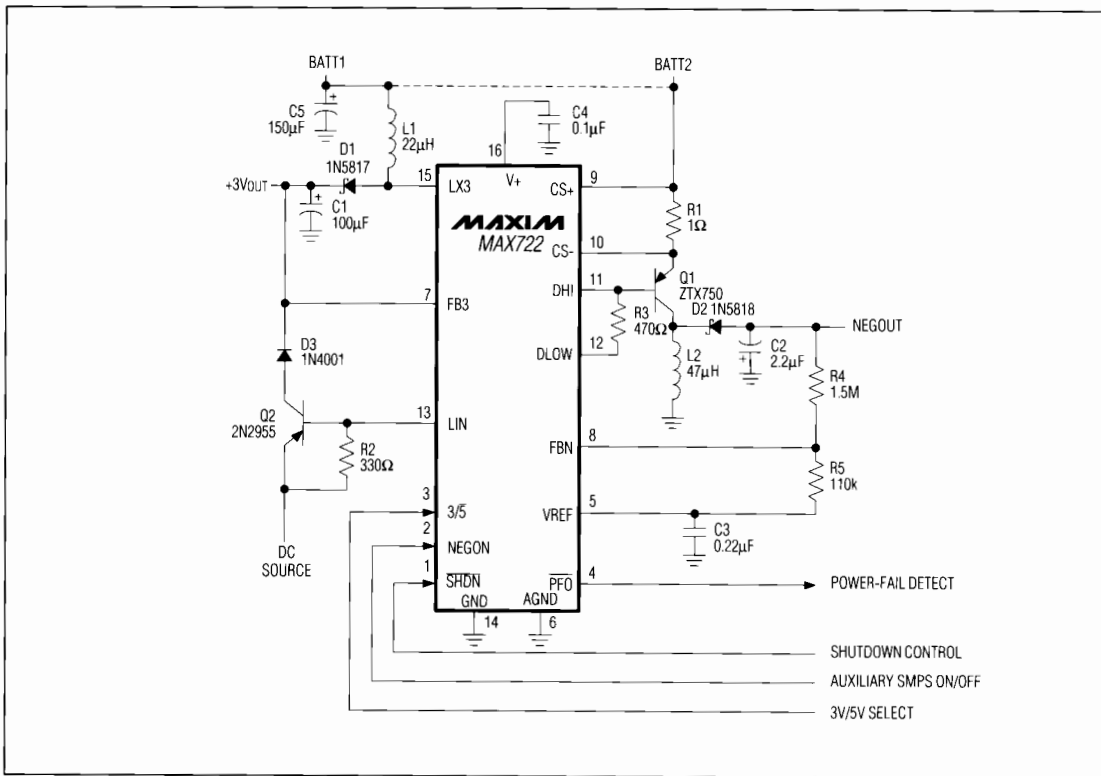 BATT1
BATT2
C5
150µF
+
L1
22µH
C4
0.1µF
D1
1N5817
16
V+
+3VOUT
15
LX3
CS+
9
+
C1
100µF
R1
1Ω
MAXIM
MAX722
CS-
10
DHI
11
Q1
ZTX750
7
FB3
R3
470Ω
D2 1N5818
NEGOUT
D3
1N4001
DLOW
12
L2
47µH
C2
2.2µF
+
R4
1.5M
Q2
2N2955
13
LIN
R2
330Ω
FBN
8
R5
110k
3
3/5
VREF
5
C3
0.22µF
2
NEGON
DC
SOURCE
1
SHDN
PFO
4
POWER-FAIL DETECT
GND
14
AGND
6
SHUTDOWN CONTROL
AUXILIARY SMPS ON/OFF
3V/5V SELECT